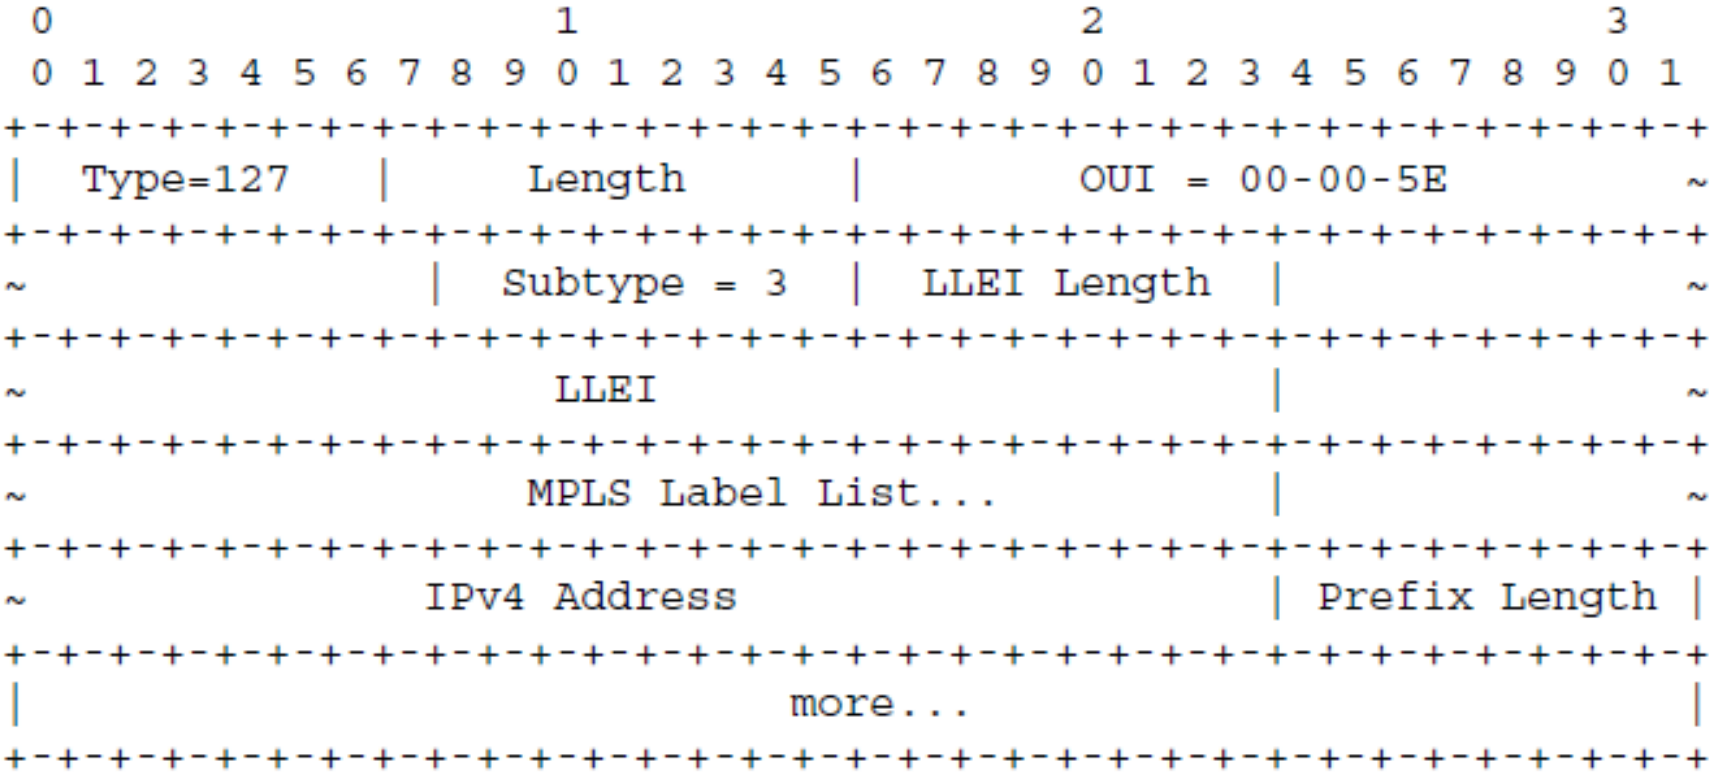 0                   1                   2                   3
 0 1 2 3 4 5 6 7 8 9 0 1 2 3 4 5 6 7 8 9 0 1 2 3 4 5 6 7 8 9 0 1
+-+-+-+-+-+-+-+-+-+-+-+-+-+-+-+-+-+-+-+-+-+-+-+-+-+-+-+-+-+-+-+-+
|  Type=127   |     Length      |        OUI = 00-00-5E         ~
+-+-+-+-+-+-+-+-+-+-+-+-+-+-+-+-+-+-+-+-+-+-+-+-+-+-+-+-+-+-+-+-+
~               |  Subtype = 3  |  LLEI Length  |               ~
+-+-+-+-+-+-+-+-+-+-+-+-+-+-+-+-+-+-+-+-+-+-+-+-+-+-+-+-+-+-+-+-+
~                    LLEI                       |               ~
+-+-+-+-+-+-+-+-+-+-+-+-+-+-+-+-+-+-+-+-+-+-+-+-+-+-+-+-+-+-+-+-+
~                   MPLS Label List...          |               ~
+-+-+-+-+-+-+-+-+-+-+-+-+-+-+-+-+-+-+-+-+-+-+-+-+-+-+-+-+-+-+-+-+
~               IPv4 Address                    | Prefix Length |
+-+-+-+-+-+-+-+-+-+-+-+-+-+-+-+-+-+-+-+-+-+-+-+-+-+-+-+-+-+-+-+-+
|                             more...                           |
+-+-+-+-+-+-+-+-+-+-+-+-+-+-+-+-+-+-+-+-+-+-+-+-+-+-+-+-+-+-+-+-+